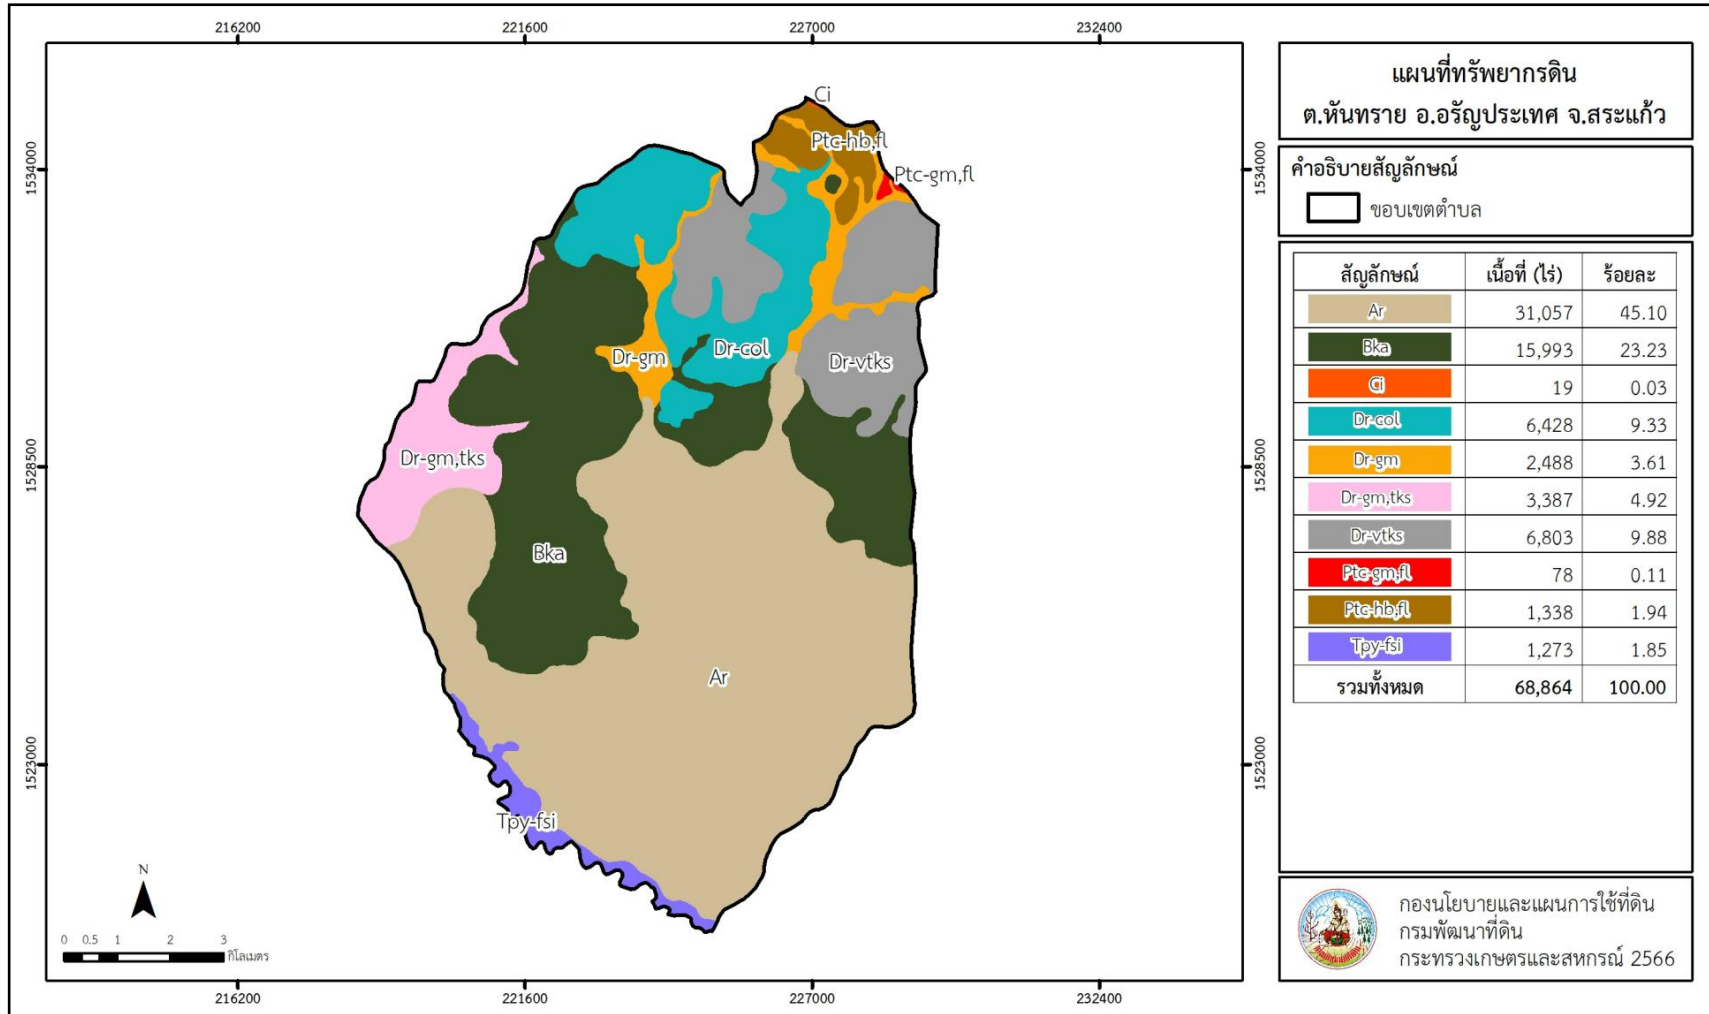 216200
221600
227000
232400
1534000
1528500
1523000
1534000
1528500
1523000
Ci
Ptc-hb,fl
Ptc-gm,fl
Dr-gm
Dr-col
Dr-vtks
Dr-gm,tks
Bka
Ar
Tpy-fsi
N
0 0.5 1 2 3
กิโลเมตร
216200
221600
227000
232400
แผนที่ทรัพยากรดิน
ต.หันทราย อ.อรัญประเทศ จ.สระแก้ว
คำอธิบายสัญลักษณ์
ขอบเขตตำบล
สัญลักษณ์ เนื้อที่ (ไร่) ร้อยละ
Ar 31,057 45.10
Bka 15,993 23.23
Ci 19 0.03
Dr-col 6,428 9.33
Dr-gm 2,488 3.61
Dr-gm,tks 3,387 4.92
Dr-vtks 6,803 9.88
Ptc-gm,fl 78 0.11
Ptc-hb,fl 1,338 1.94
Tpy-fsi 1,273 1.85
รวมทั้งหมด 68,864 100.00
กองนโยบายและแผนการใช้ที่ดิน
กรมพัฒนาที่ดิน
กระทรวงเกษตรและสหกรณ์ 2566